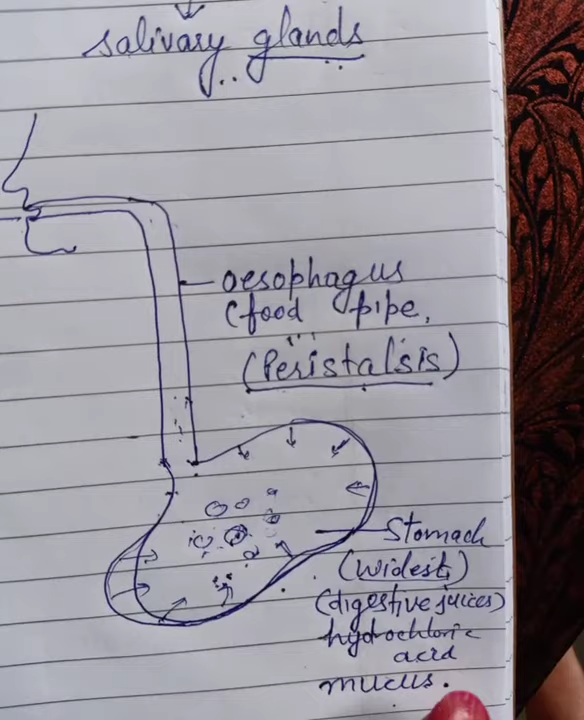 salivary glands
oesophagus
(food pipe,
(Peristalsis)
Stomach
(widest)
(digestive juices)
hydrochloric
acid
mucus.